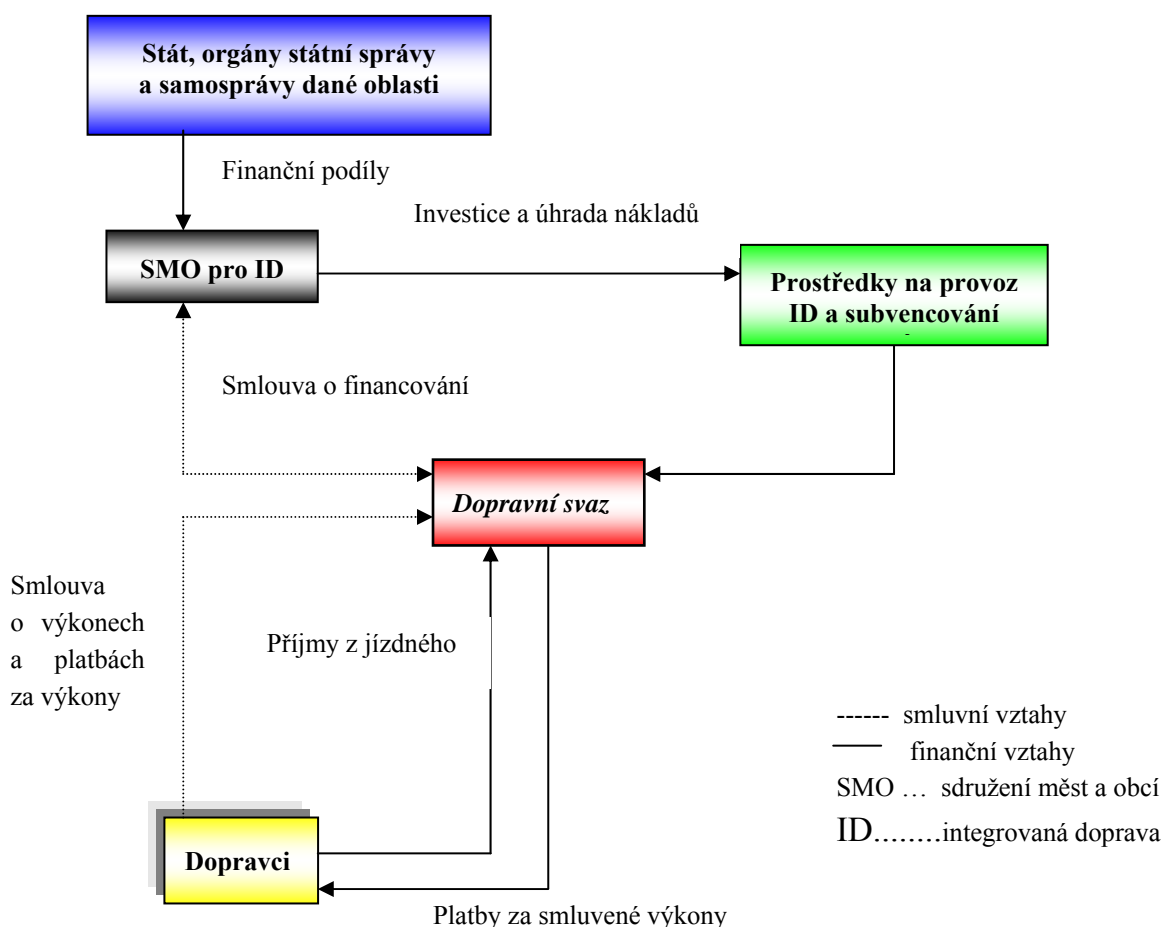 Stát, orgány státní správy
a samosprávy dané oblasti
Finanční podíly
Investice a úhrada nákladů
SMO pro ID
Prostředky na provoz
ID a subvencování
Smlouva o financování
Dopravní svaz
Smlouva
o výkonech
a platbách
za výkony
Příjmy z jízdného
------ smluvní vztahy
finanční vztahy
SMO … sdružení měst a obcí
ID........integrovaná doprava
Dopravci
Platby za smluvené výkony